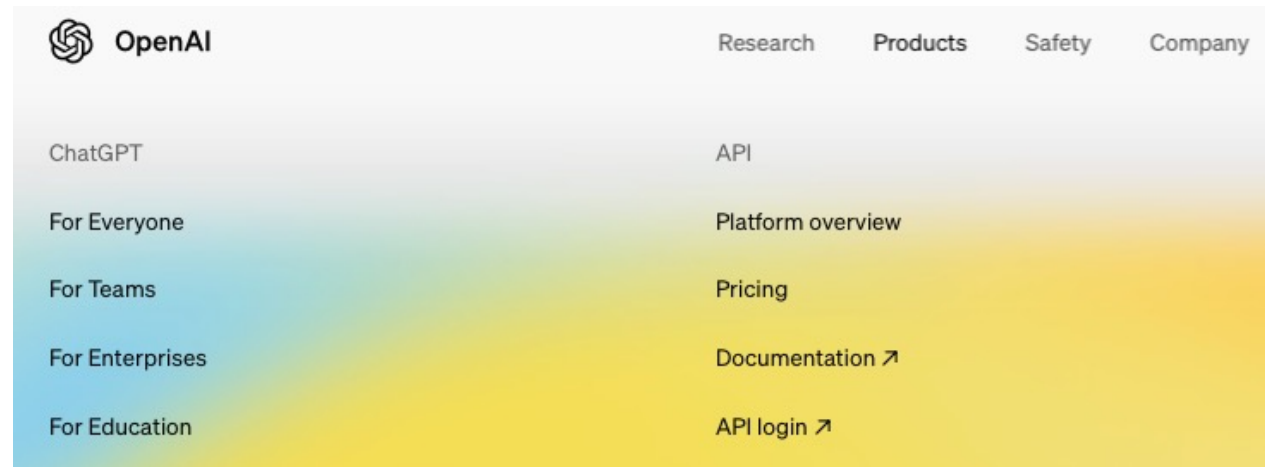 OpenAI
Research Products Safety Company
ChatGPT
For Everyone
For Teams
For Enterprises
For Education
API
Platform overview
Pricing
Documentation ↗
API login ↗